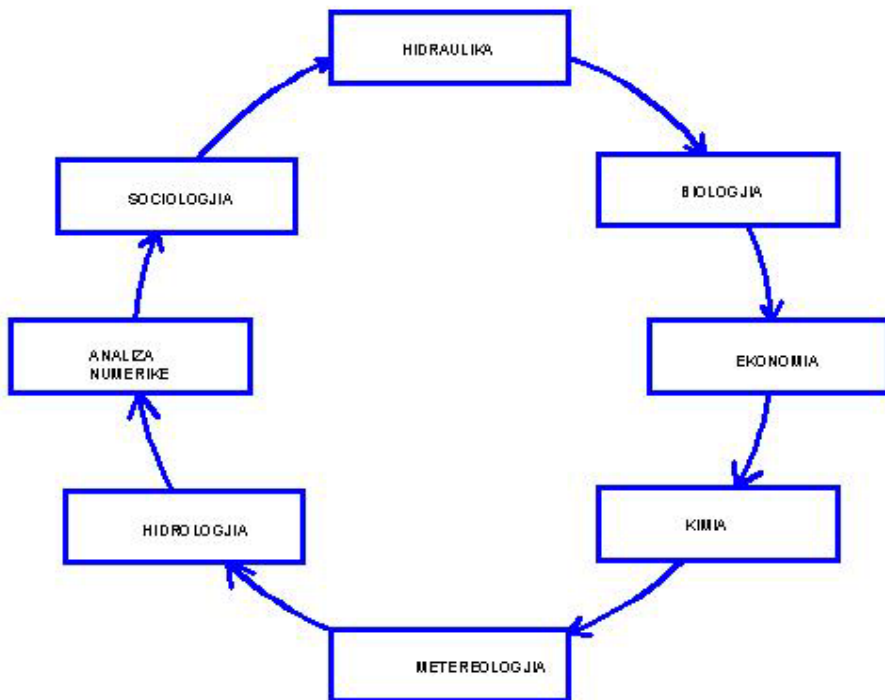 HIDRAULIKA
BIOLOGJIA
EKONOMIA
KIMIA
METEREOLOGJIA
HIDROLOGJIA
ANALIZA
NUMERIKE
SOCIOLOGJIA